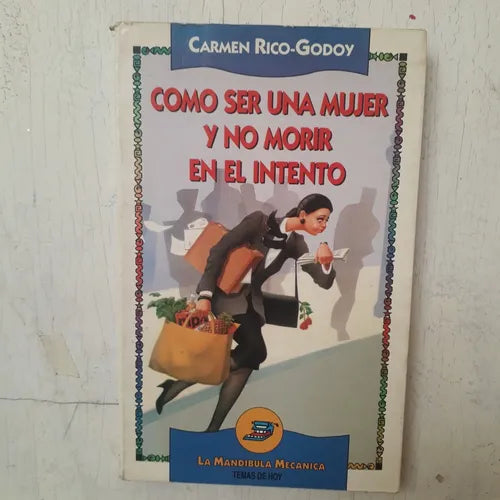 CARMEN RICO-GODOY
COMO SER UNA MUJER
Y NO MORIR
EN EL INTENTO
LA MANDIBULA MECANICA
TEMAS DE HOY